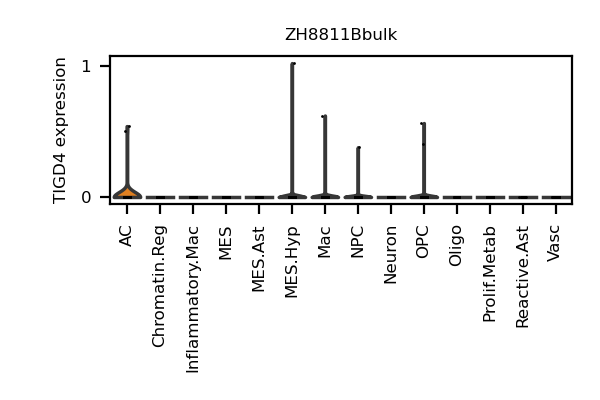 ZH8811Bbulk
TIGD4 expression
1
0
AC
Chromatin.Reg
Inflammatory.Mac
MES
MES.Ast
MES.Hyp
Mac
NPC
Neuron
OPC
Oligo
Prolif.Metab
Reactive.Ast
Vasc